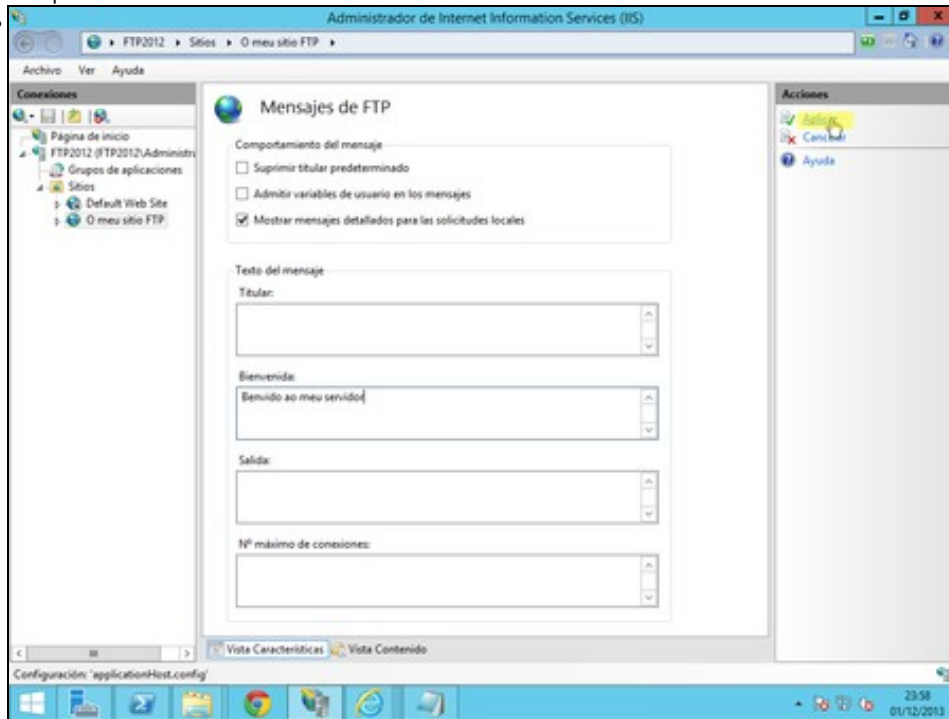 Administrador de Internet Information Services (IIS)
FTP2012 Sitios O meu sitio FTP
Archivo Ver Ayuda
Conexiones
Página de inicio
FTP2012 (FTP2012\Administra
Grupos de aplicaciones
Sitios
Default Web Site
O meu sitio FTP
Mensajes de FTP
Comportamiento del mensaje
Suprimir titular predeterminado
Admitir variables de usuario en los mensajes
Mostrar mensajes detallados para las solicitudes locales
Texto del mensaje
Titular:
Bienvenida:
Benvido ao meu servidor
Salida:
Nº máximo de conexiones:
Vista Características Vista Contenido
Acciones
Aplicar
Cancelar
Ayuda
Configuración: 'applicationHost.config'
23:58
01/12/2013